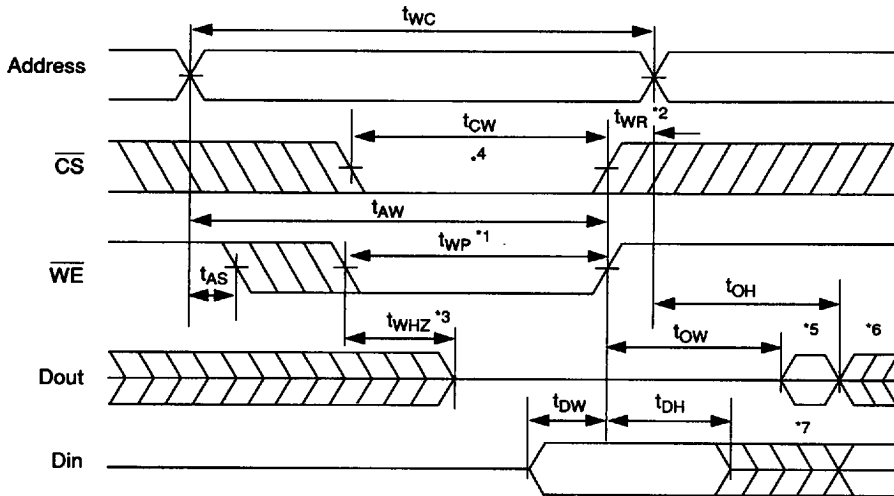 tWC
Address
tCW
tWR *2
CS
*4
tAW
tWP *1
WE
tAS
tOH
tWHZ *3
tOW
*5
*6
Dout
tDW
tDH
*7
Din